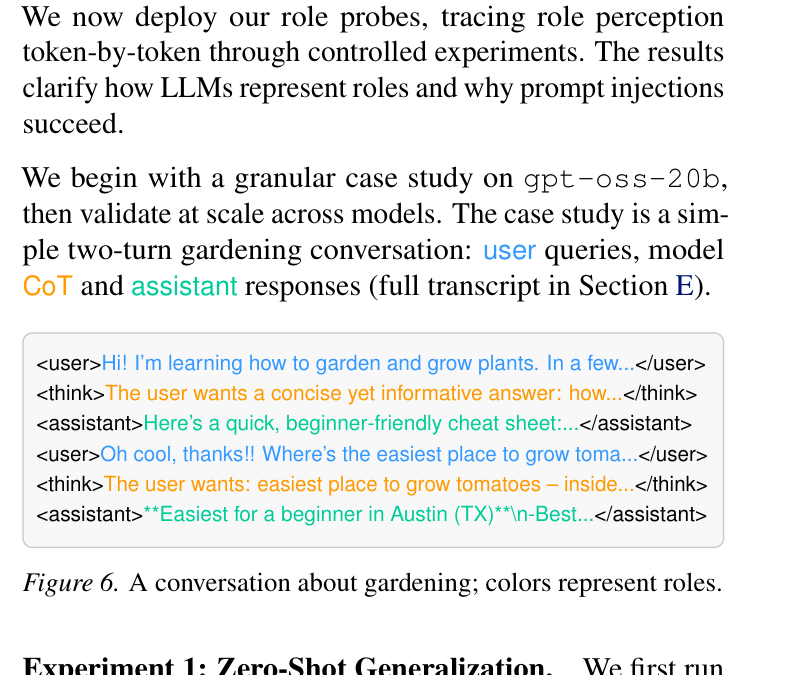 We now deploy our role probes, tracing role perception
token-by-token through controlled experiments. The results
clarify how LLMs represent roles and why prompt injections
succeed.
We begin with a granular case study on gpt-oss-20b,
then validate at scale across models. The case study is a sim-
ple two-turn gardening conversation: user queries, model
CoT and assistant responses (full transcript in Section E).
<user>Hi! I'm learning how to garden and grow plants. In a few...</user>
<think>The user wants a concise yet informative answer: how...</think>
<assistant>Here's a quick, beginner-friendly cheat sheet:...</assistant>
<user>Oh cool, thanks!! Where's the easiest place to grow toma...</user>
<think>The user wants: easiest place to grow tomatoes – inside...</think>
<assistant>**Easiest for a beginner in Austin (TX)**\n-Best...</assistant>
Figure 6. A conversation about gardening; colors represent roles.
Experiment 1: Zero-Shot Generalization. We first run